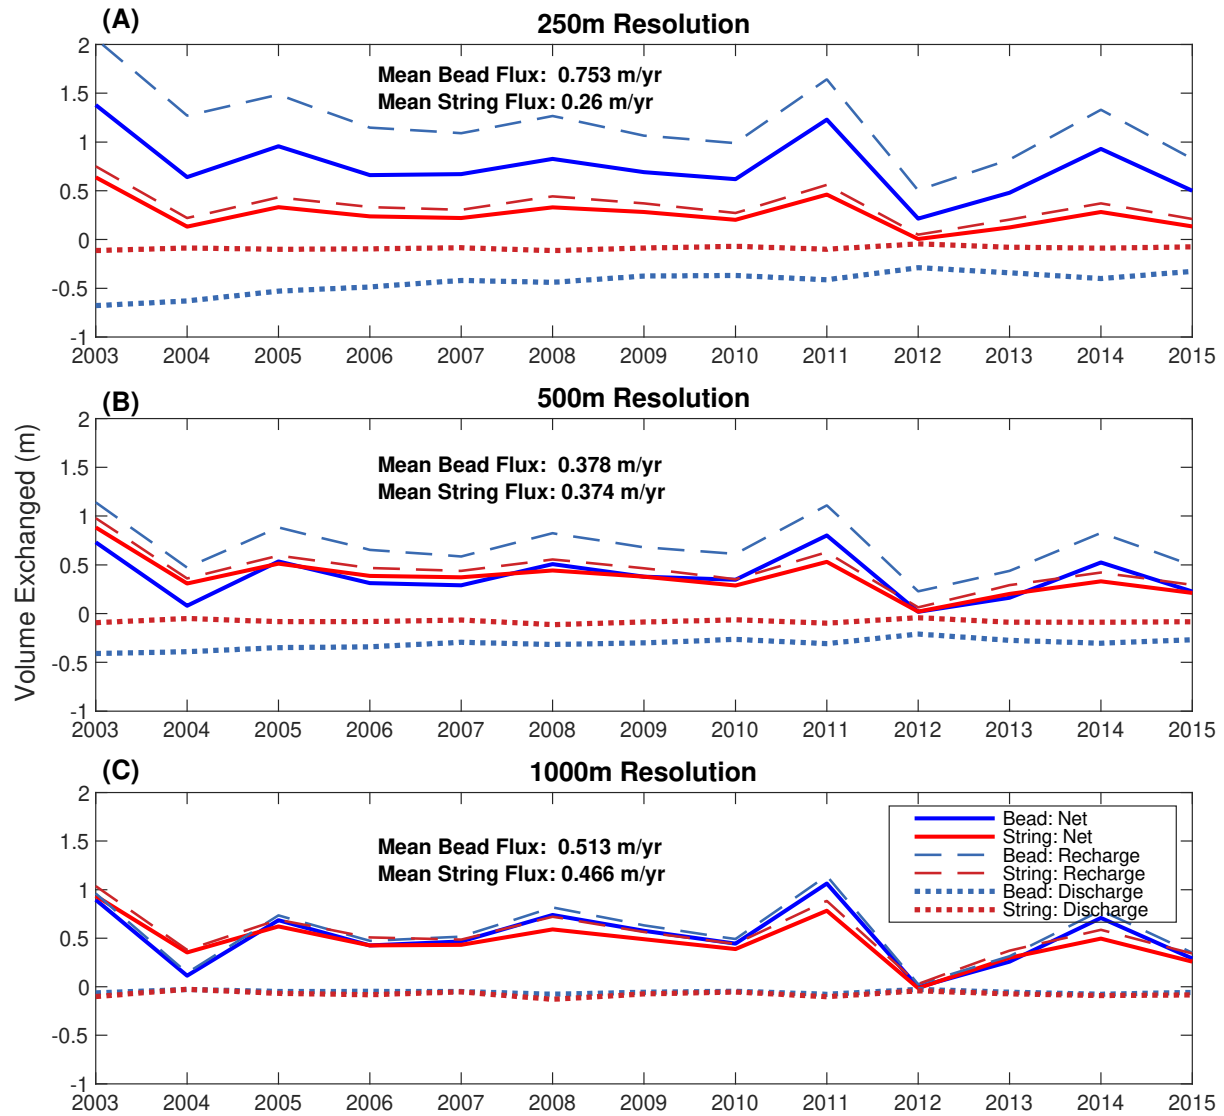 (A)
250m Resolution
Mean Bead Flux: 0.753 m/yr
Mean String Flux: 0.26 m/yr
2
1.5
1
0.5
0
-0.5
-1
2003 2004 2005 2006 2007 2008 2009 2010 2011 2012 2013 2014 2015
(B)
500m Resolution
Mean Bead Flux: 0.378 m/yr
Mean String Flux: 0.374 m/yr
2
1.5
1
0.5
0
-0.5
-1
Volume Exchanged (m)
2003 2004 2005 2006 2007 2008 2009 2010 2011 2012 2013 2014 2015
(C)
1000m Resolution
Mean Bead Flux: 0.513 m/yr
Mean String Flux: 0.466 m/yr
Bead: Net
String: Net
Bead: Recharge
String: Recharge
Bead: Discharge
String: Discharge
2
1.5
1
0.5
0
-0.5
-1
2003 2004 2005 2006 2007 2008 2009 2010 2011 2012 2013 2014 2015